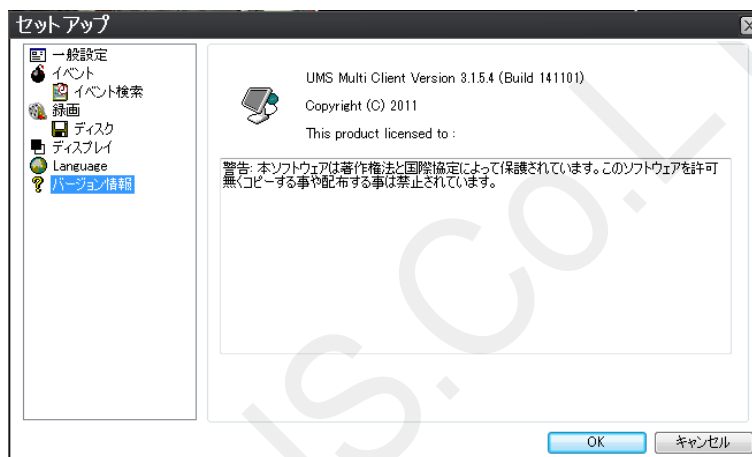 セットアップ
一般設定
イベント
イベント検索
録画
ディスク
ディスプレイ
Language
バージョン情報
UMS Multi Client Version 3.1.5.4 (Build 141101)
Copyright (C) 2011
This product licensed to :
警告: 本ソフトウェアは著作権法と国際協定によって保護されています。このソフトウェアを許可
無くコピーする事や配布する事は禁止されています。
OK
キャンセル
S.Co.L